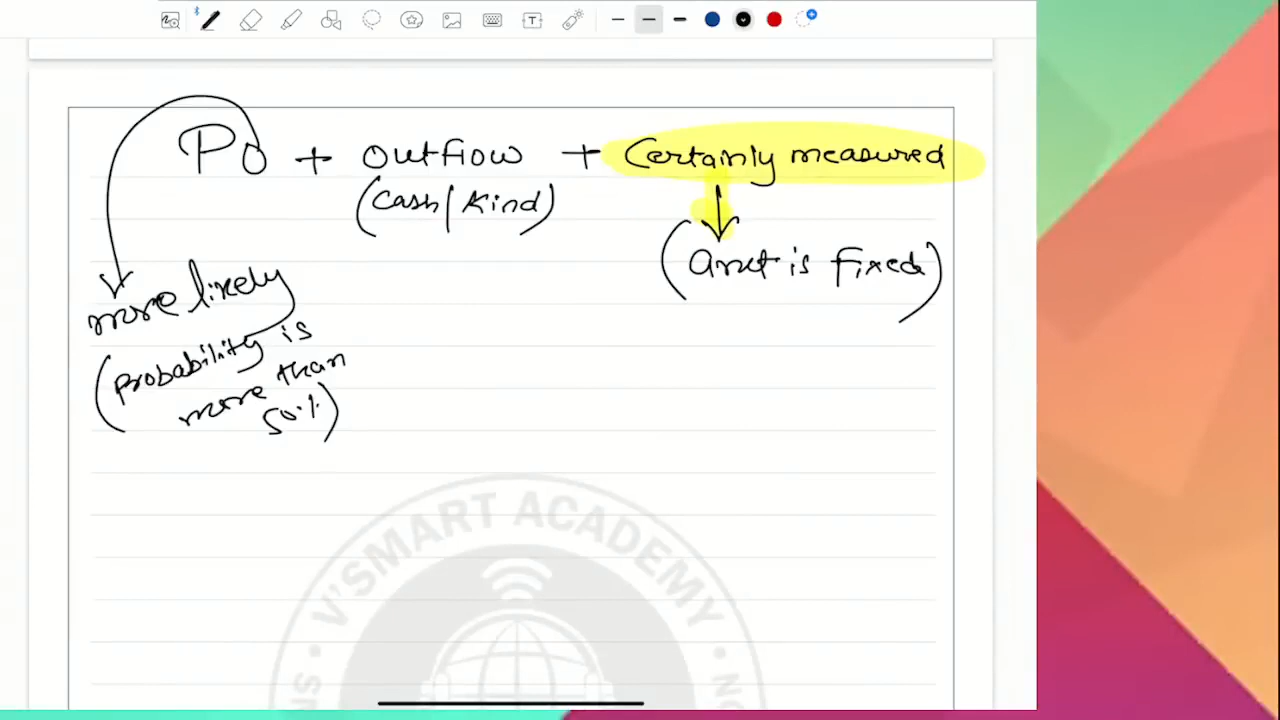 PO + Outflow + Certainly measured
(Cash/Kind)
(Amt is fixed)
more likely
(probability is
more than
50%)
V'SMART ACADEMY